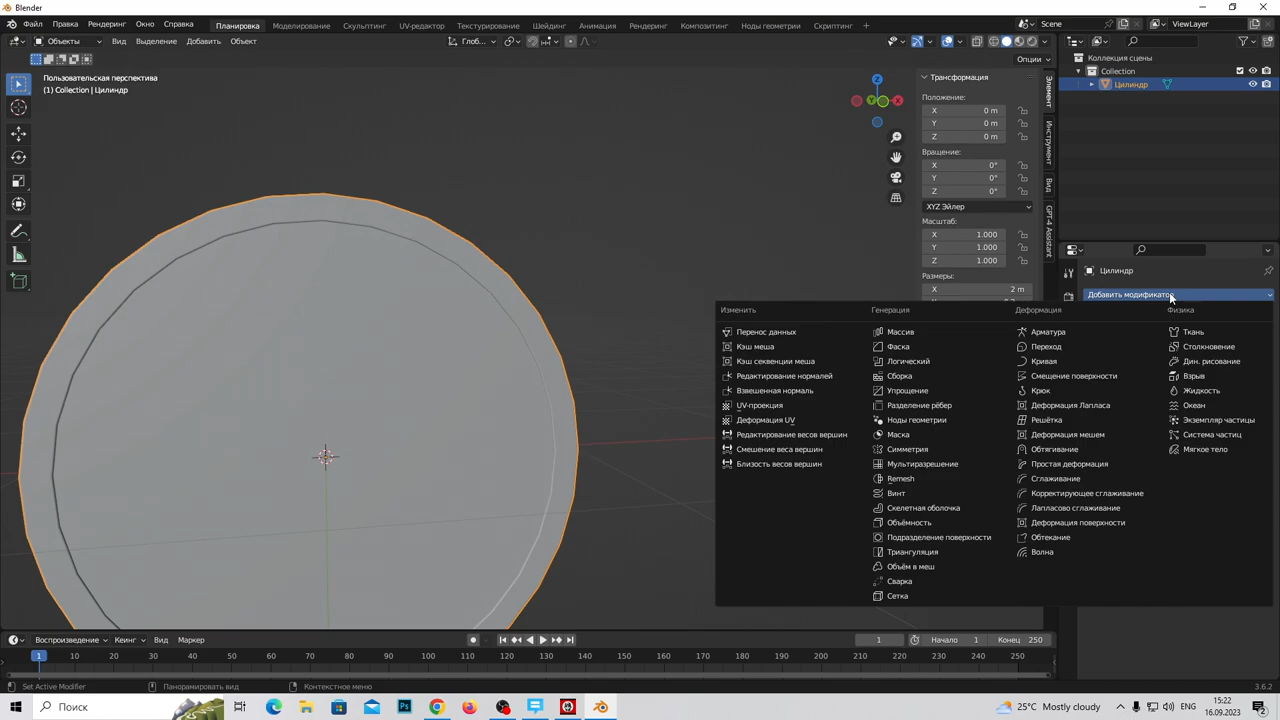 Blender
Файл Правка Рендеринг Окно Справка Планировка Моделирование Скульптинг UV-редактор Текстурирование Шейдинг Анимация Рендеринг Композитинг Ноды геометрии Скриптинг + Scene ViewLayer
Объекты Вид Выделение Добавить Объект Глоб...
Опции
Пользовательская перспектива
(1) Collection | Цилиндр
Трансформация
Положение:
X 0 m
Y 0 m
Z 0 m
Вращение:
X 0°
Y 0°
Z 0°
XYZ Эйлер
Масштаб:
X 1.000
Y 1.000
Z 1.000
Размеры:
X 2 m
Элемент
Инструмент
Вид
GPT-4 Assistant
Z
X
Y
Коллекция сцены
Collection
Цилиндр
Цилиндр
Добавить модификатор
Изменить
Перенос данных
Кэш меша
Кэш секвенции меша
Редактирование нормалей
Взвешенная нормаль
UV-проекция
Деформация UV
Редактирование весов вершин
Смешение веса вершин
Близость весов вершин
Генерация
Массив
Фаска
Логический
Сборка
Упрощение
Разделение рёбер
Ноды геометрии
Маска
Симметрия
Мультиразрешение
Remesh
Винт
Скелетная оболочка
Объёмность
Подразделение поверхности
Триангуляция
Объём в меш
Сварка
Сетка
Деформация
Арматура
Переход
Кривая
Смещение поверхности
Крюк
Деформация Лапласа
Решётка
Деформация мешем
Обтягивание
Простая деформация
Сглаживание
Корректирующее сглаживание
Лапласово сглаживание
Деформация поверхности
Обтекание
Волна
Физика
Ткань
Столкновение
Дин. рисование
Взрыв
Жидкость
Океан
Экземпляр частицы
Система частиц
Мягкое тело
Воспроизведение Кеинг Вид Маркер 1 Начало 1 Конец 250
1 10 20 30 40 50 60 70 80 90 100 110 120 130 140 150 160 170 180 190 200 210 220 230 240 250
Set Active Modifier Панорамировать вид Контекстное меню 3.6.2
Поиск 25°C Mostly cloudy 15:22
16.09.2023 2